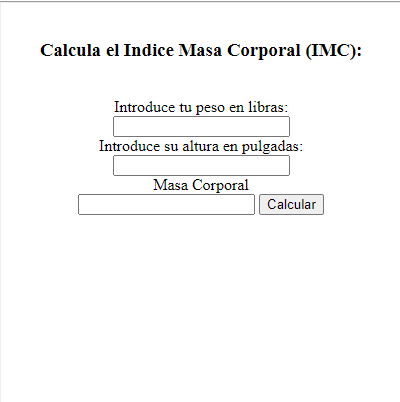 Calcula el Indice Masa Corporal (IMC):
Introduce tu peso en libras:
Introduce su altura en pulgadas:
Masa Corporal
Calcular